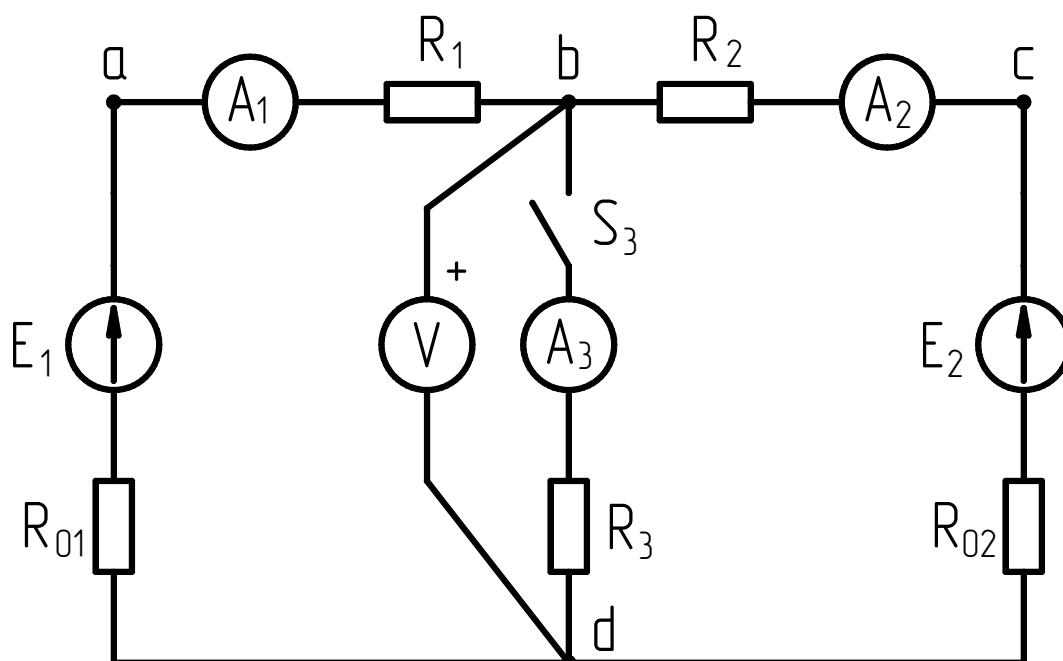 a
A₁
R₁
b
R₂
A₂
c
S₃
+
E₁
V
A₃
E₂
R₀₁
R₃
R₀₂
d